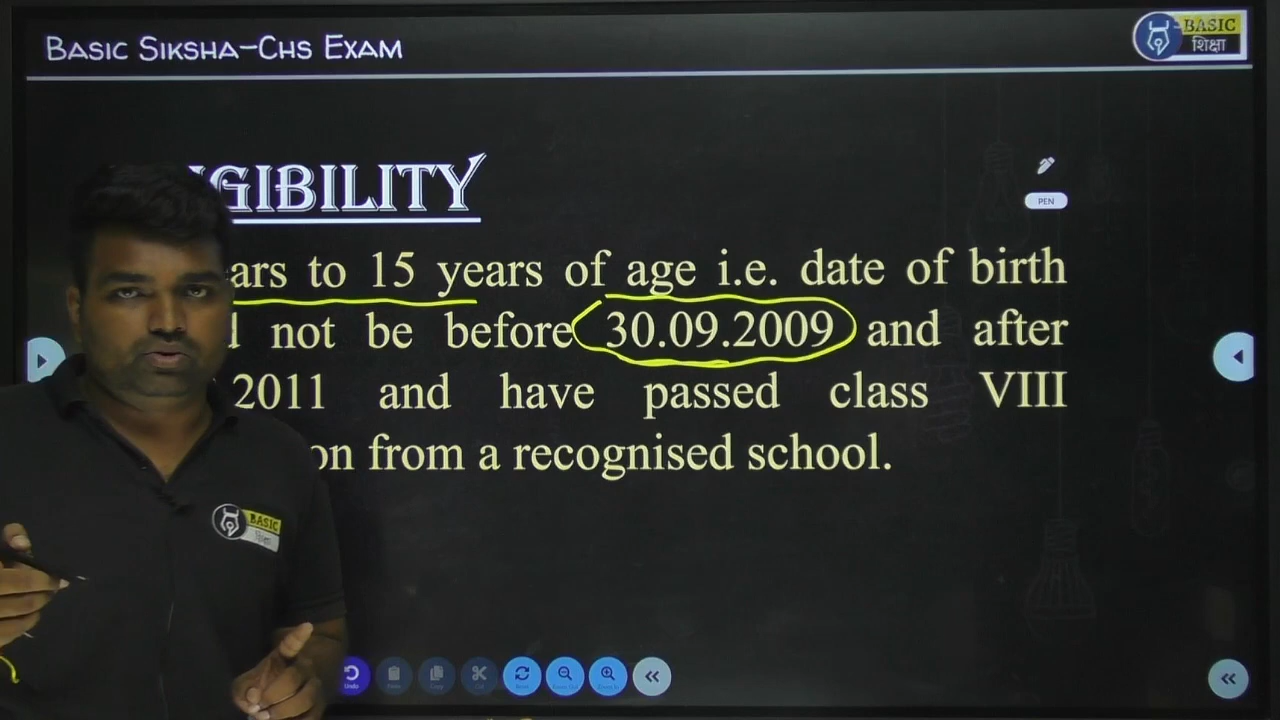 BASIC SIKSHA-CHS EXAM
BASIC
शिक्षा
GIBILITY
PEN
ars to 15 years of age i.e. date of birth
not be before 30.09.2009 and after
2011 and have passed class VIII
on from a recognised school.
BASIC
Undo